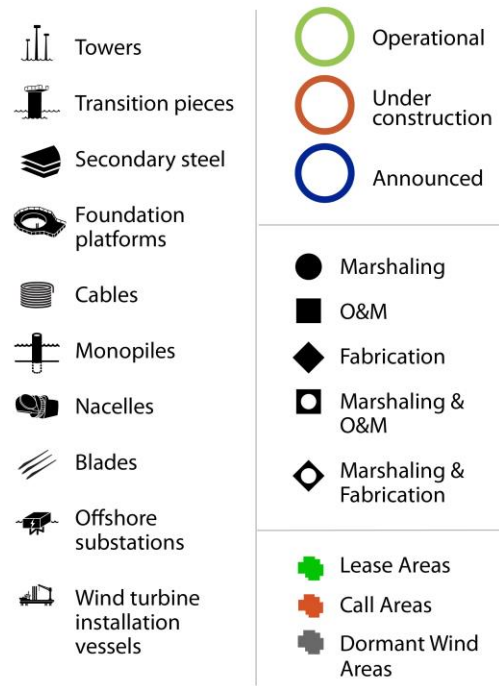 Towers
Transition pieces
Secondary steel
Foundation
platforms
Cables
Monopiles
Nacelles
Blades
Offshore
substations
Wind turbine
installation
vessels
Operational
Under
construction
Announced
Marshaling
O&M
Fabrication
Marshaling &
O&M
Marshaling &
Fabrication
Lease Areas
Call Areas
Dormant Wind
Areas